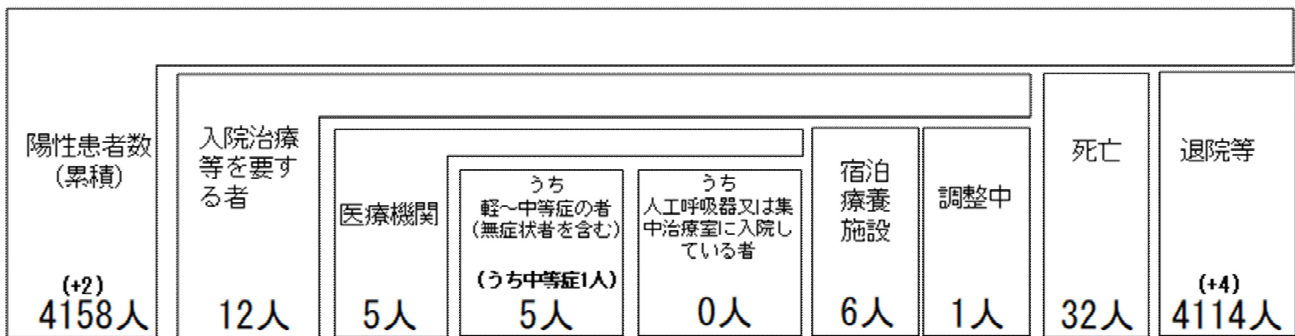 陽性患者数
(累積)
(+2)
4158人
入院治療
等を要す
る者
12人
医療機関
5人
うち
軽~中等症の者
(無症状者を含む)
(うち中等症1人)
5人
うち
人工呼吸器又は集
中治療室に入院し
ている者
0人
宿泊
療養
施設
6人
調整中
1人
死亡
32人
退院等
(+4)
4114人